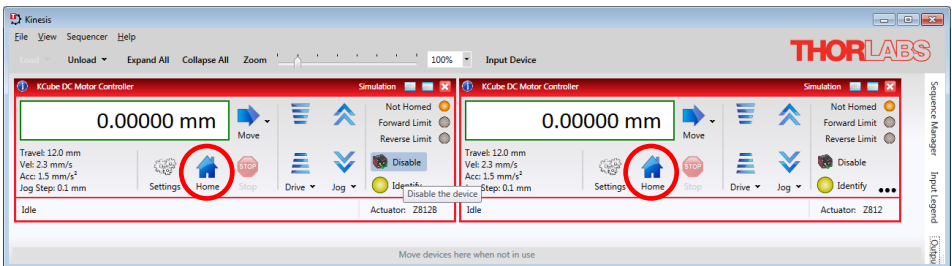 Kinesis
File View Sequencer Help
Load Unload Expand All Collapse All Zoom 100% Input Device
THORLABS
KCube DC Motor Controller Simulation
0.00000 mm
Move
Not Homed
Forward Limit
Reverse Limit
Travel: 12.0 mm
Vel: 2.3 mm/s
Acc: 1.5 mm/s²
Jog Step: 0.1 mm
Settings Home STOP Stop Drive Jog
Disable
Identify
Disable the device
Idle Actuator: Z812B
KCube DC Motor Controller Simulation
0.00000 mm
Move
Not Homed
Forward Limit
Reverse Limit
Travel: 12.0 mm
Vel: 2.3 mm/s
Acc: 1.5 mm/s²
Step: 0.1 mm
Settings Home STOP Stop Drive Jog
Disable
Identify
Idle Actuator: Z812
Move devices here when not in use
Sequence Manager
Input Legend
Outpu